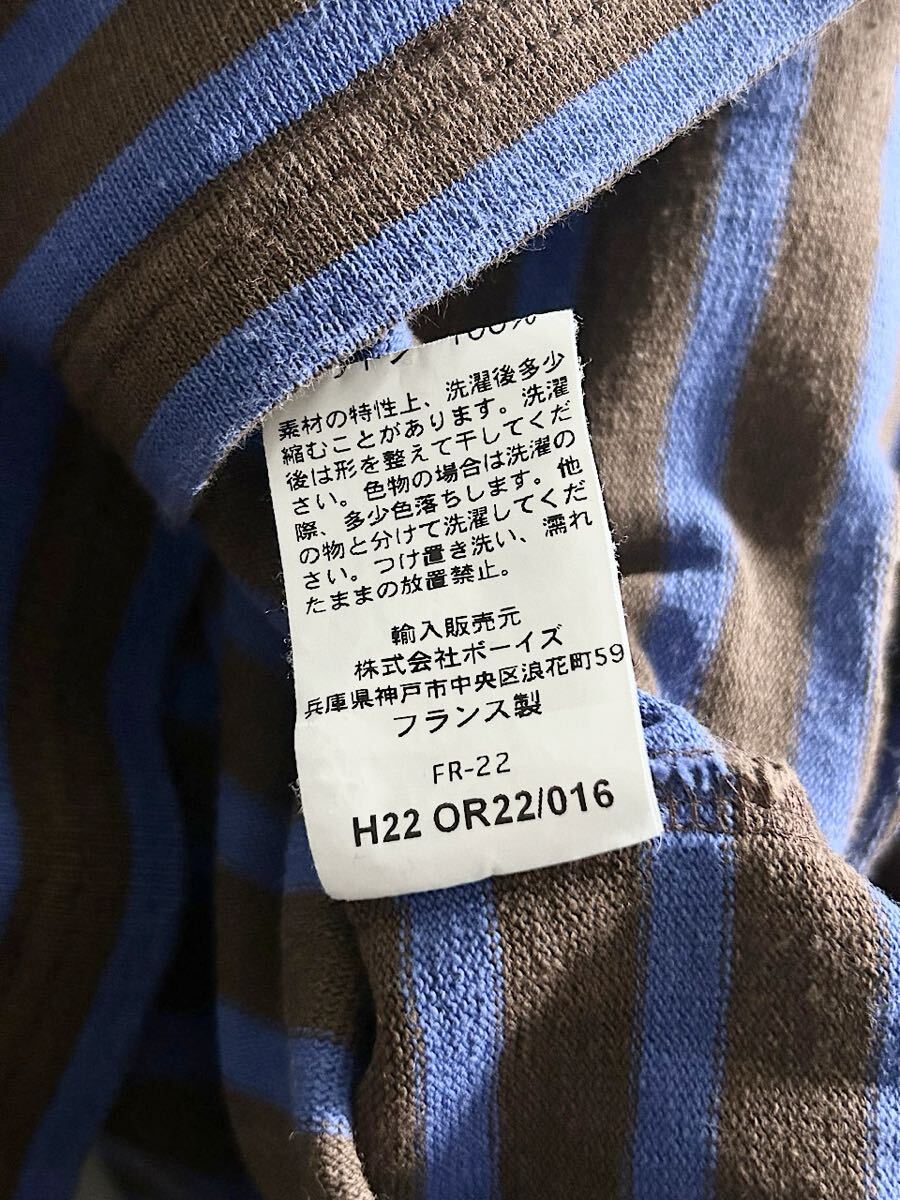 100%
素材の特性上、洗濯後多少
縮むことがあります。洗濯
後は形を整えて干してくだ
さい。色物の場合は洗濯の
際、多少色落ちします。他
の物と分けて洗濯してくだ
さい。つけ置き洗い、濡れ
たままの放置禁止。
輸入販売元
株式会社ボーイズ
兵庫県神戸市中央区浪花町59
フランス製
FR-22
H22 OR22/016